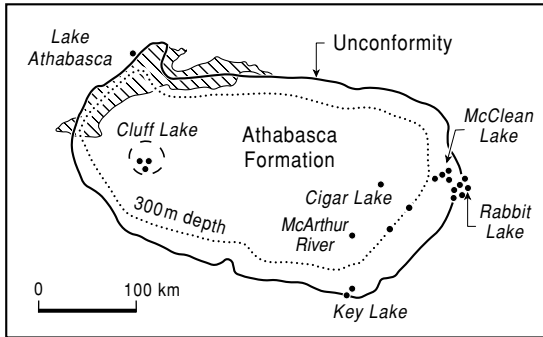 Lake
Athabasca
Unconformity
McClean
Lake
Cluff Lake
Athabasca
Formation
Cigar Lake
300m depth
McArthur
River
Rabbit
Lake
0
100 km
Key Lake